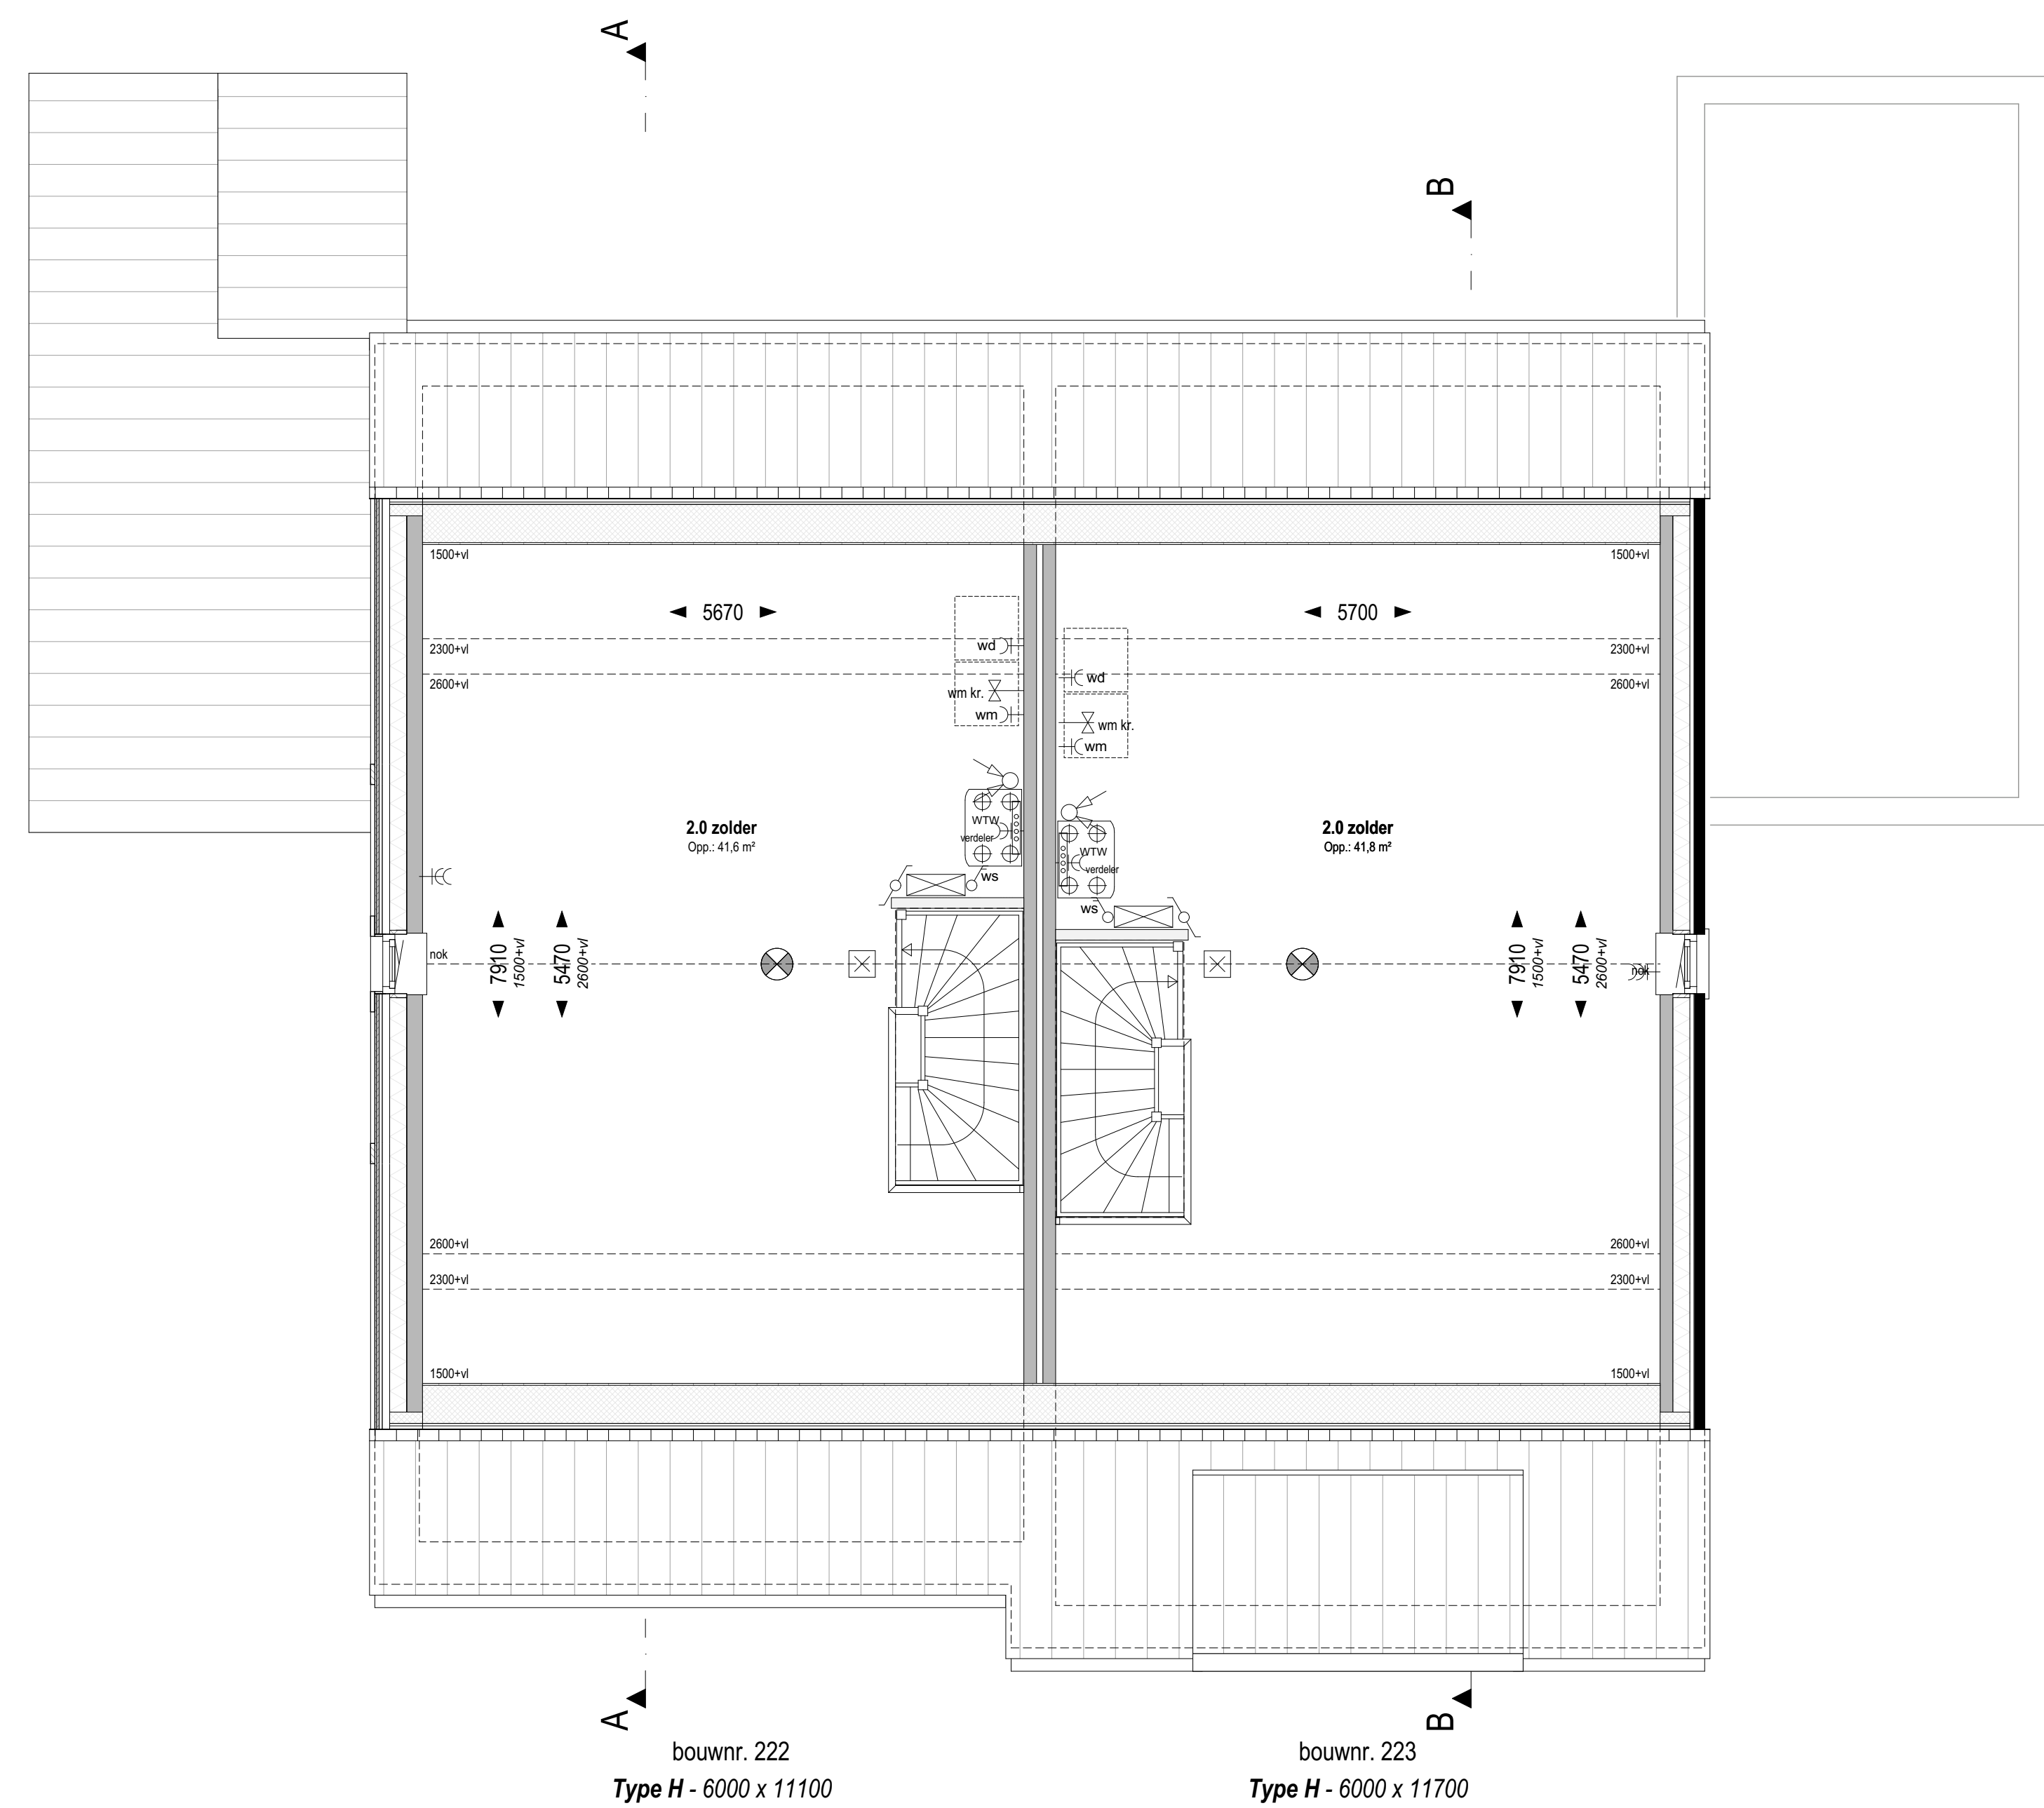 A
B
1500+vl
1500+vl
5670
5700
2300+vl
2300+vl
2600+vl
2600+vl
wd
wm kr.
wm
wd
wm kr.
wm
2.0 zolder
Opp.: 41,6 m²
WTW
verdeler
ws
2.0 zolder
Opp.: 41,8 m²
WTW
verdeler
ws
nok
7910
1500+vl
5470
2600+vl
7910
1500+vl
5470
2600+vl
nok
2600+vl
2600+vl
2300+vl
2300+vl
1500+vl
1500+vl
A
B
bouwnr. 222
Type H - 6000 x 11100
bouwnr. 223
Type H - 6000 x 11700